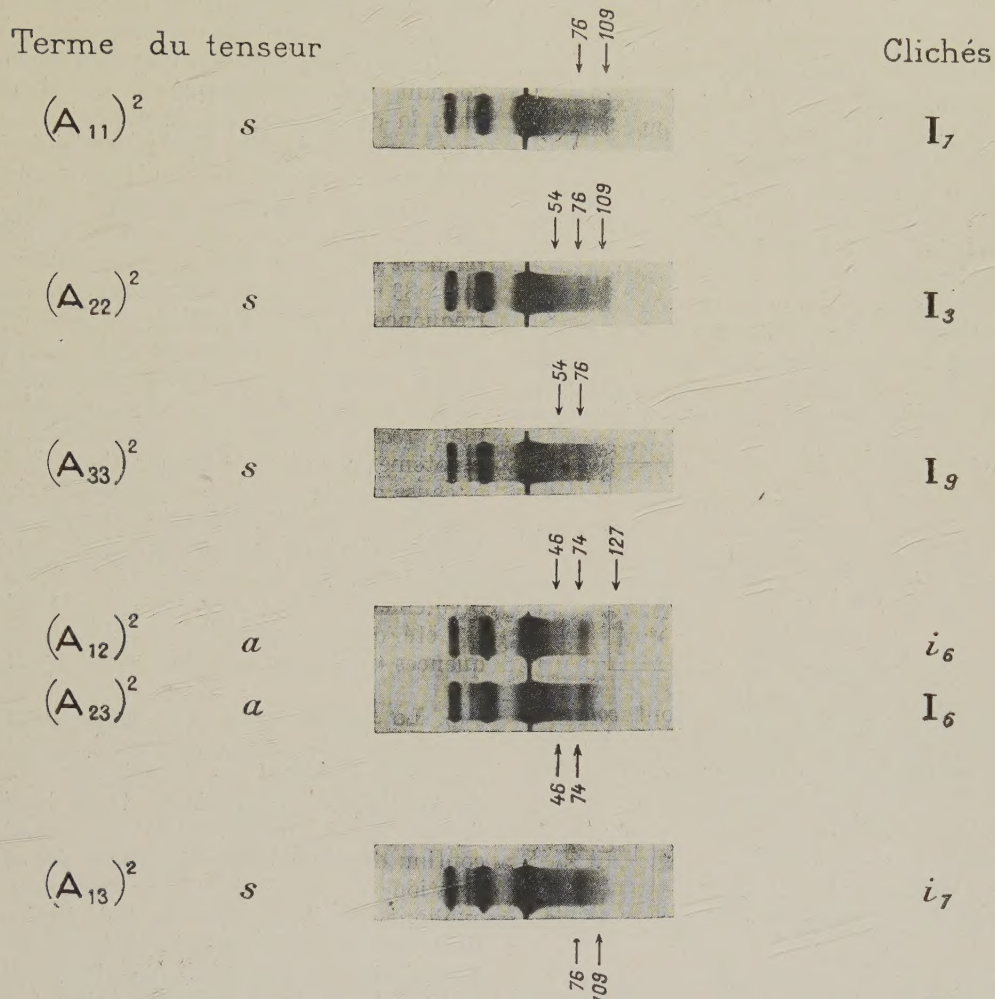 Terme du tenseur Clichés
76 109
(A₁₁)² s I₁
54 76 109
(A₂₂)² s I₃
54 76
(A₃₃)² s I₉
46 74 127
(A₁₂)² a i₆
(A₂₃)² a I₆
46 74
(A₁₃)² s i₇
76 109